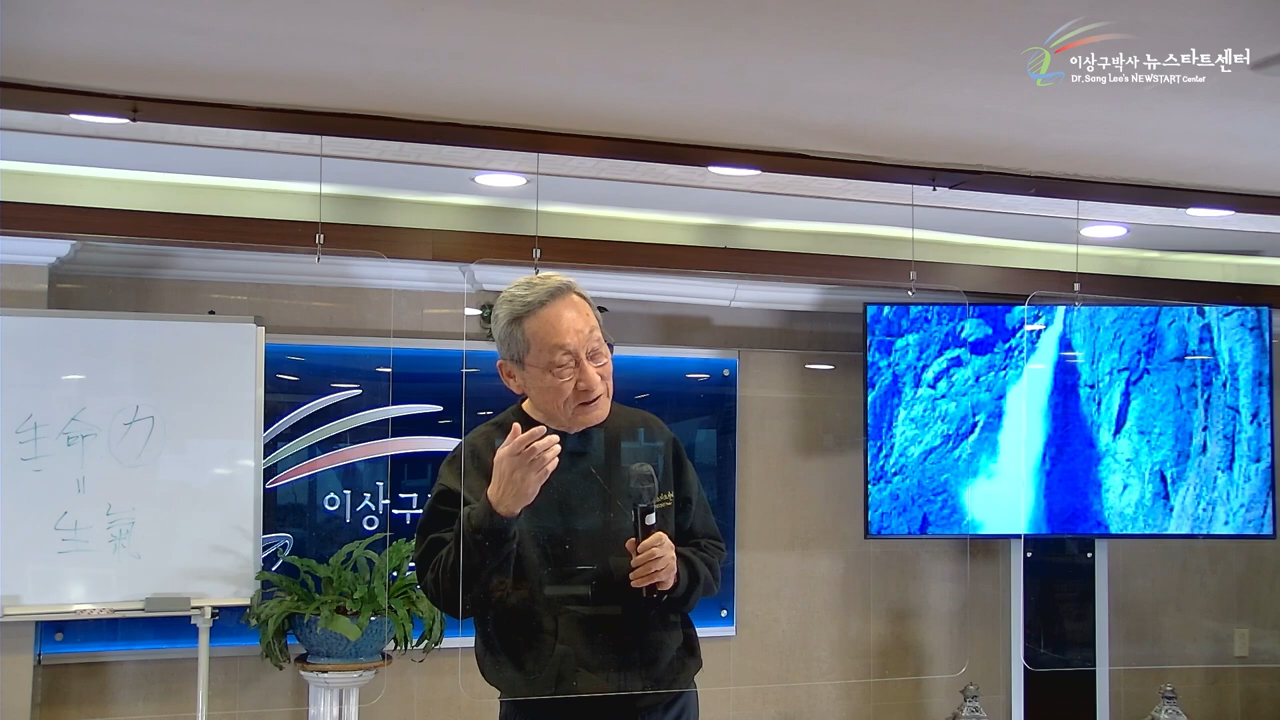 이상구박사 뉴스타트센터
Dr. Sang Lee's NEWSTART Center
生命力
=
生氣
이상구